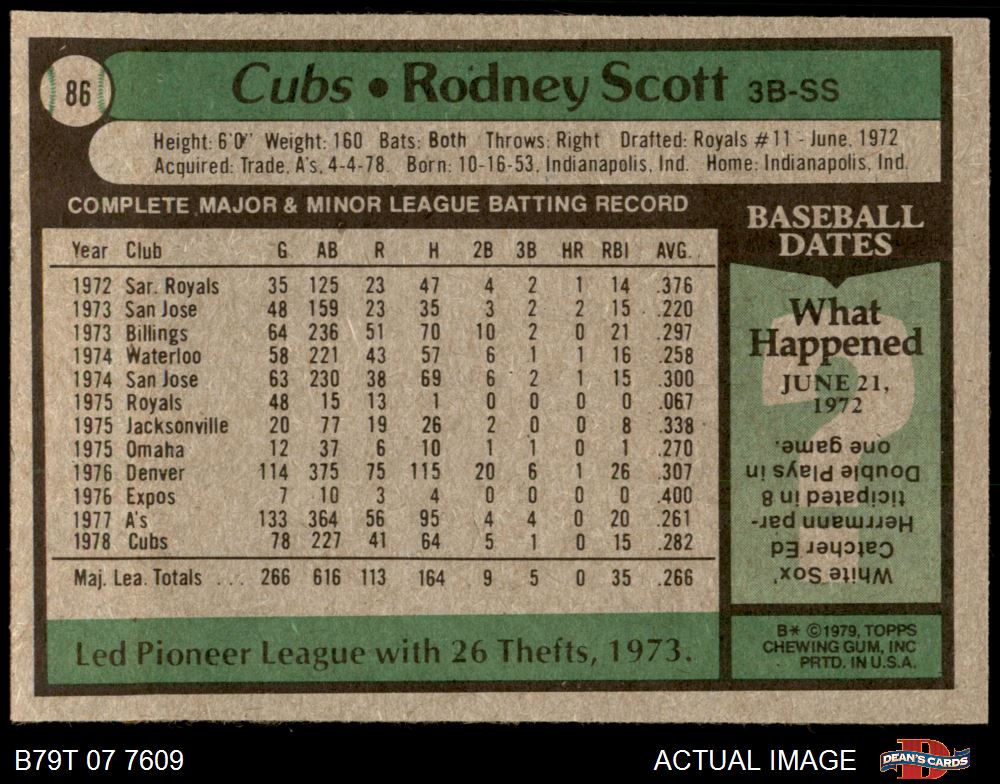 86
Cubs • Rodney Scott 3B-SS
Height: 6'0" Weight: 160 Bats: Both Throws: Right Drafted: Royals #11 - June, 1972
Acquired: Trade, A's, 4-4-78. Born: 10-16-53, Indianapolis, Ind. Home: Indianapolis, Ind.
COMPLETE MAJOR & MINOR LEAGUE BATTING RECORD
Year Club G AB R H 2B 3B HR RBI AVG.
1972 Sar. Royals 35 125 23 47 4 2 1 14 .376
1973 San Jose 48 159 23 35 3 2 2 15 .220
1973 Billings 64 236 51 70 10 2 0 21 .297
1974 Waterloo 58 221 43 57 6 1 1 16 .258
1974 San Jose 63 230 38 69 6 2 1 15 .300
1975 Royals 48 15 13 1 0 0 0 0 .067
1975 Jacksonville 20 77 19 26 2 0 0 8 .338
1975 Omaha 12 37 6 10 1 1 0 1 .270
1976 Denver 114 375 75 115 20 6 1 26 .307
1976 Expos 7 10 3 4 0 0 0 0 .400
1977 A's 133 364 56 95 4 4 0 20 .261
1978 Cubs 78 227 41 64 5 1 0 15 .282
Maj. Lea. Totals ... 266 616 113 164 9 5 0 35 .266
Led Pioneer League with 26 Thefts, 1973.
BASEBALL
DATES
What
Happened
JUNE 21,
1972
White Sox'
Catcher Ed
Herrmann par-
ticipated in 8
Double Plays in
one game.
B* ©1979, TOPPS
CHEWING GUM, INC
PRTD. IN U.S.A.
B79T 07 7609
ACTUAL IMAGE
DEAN'S CARDS